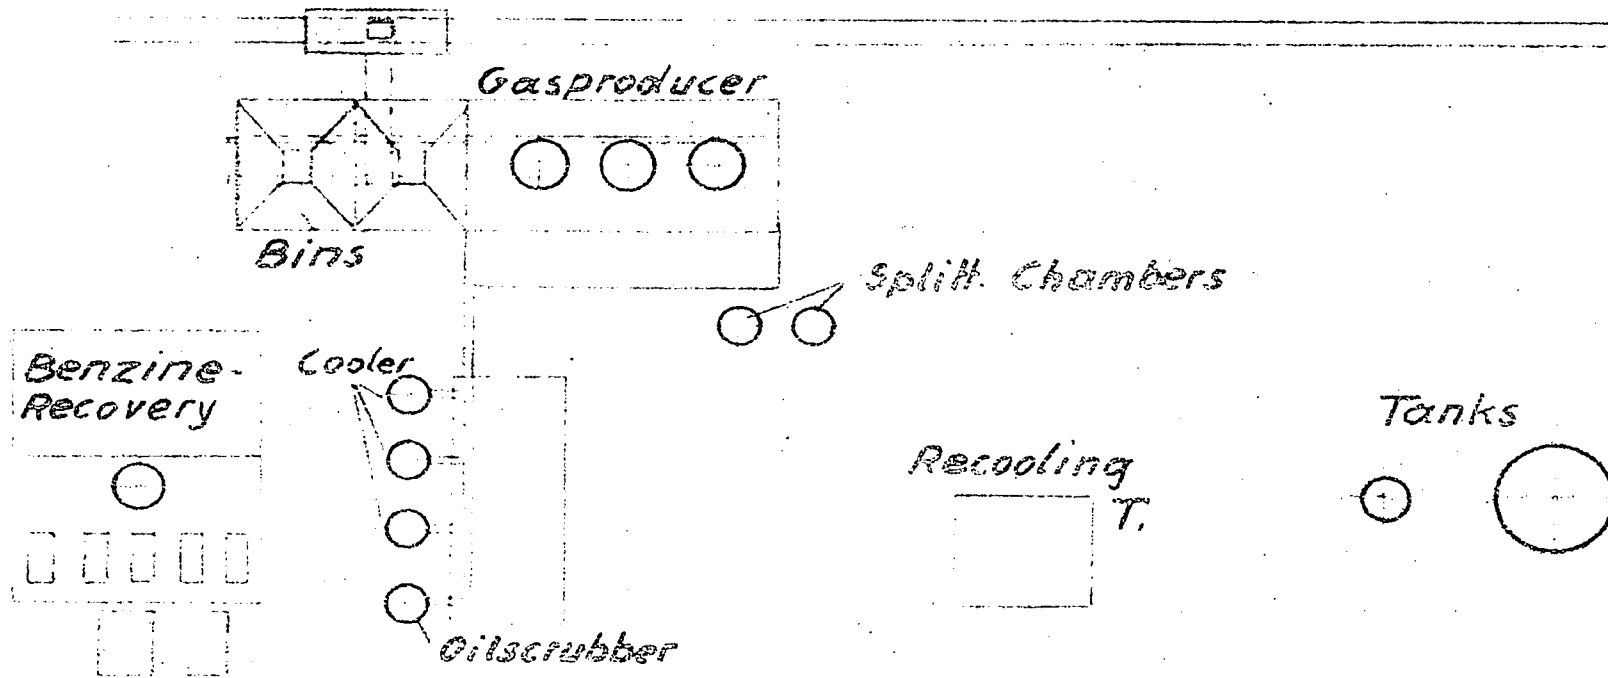 Gasproducer
Bins
Splitt. Chambers
Benzine-
Recovery
Cooler
Tanks
Recooling
T.
Oilscrubber